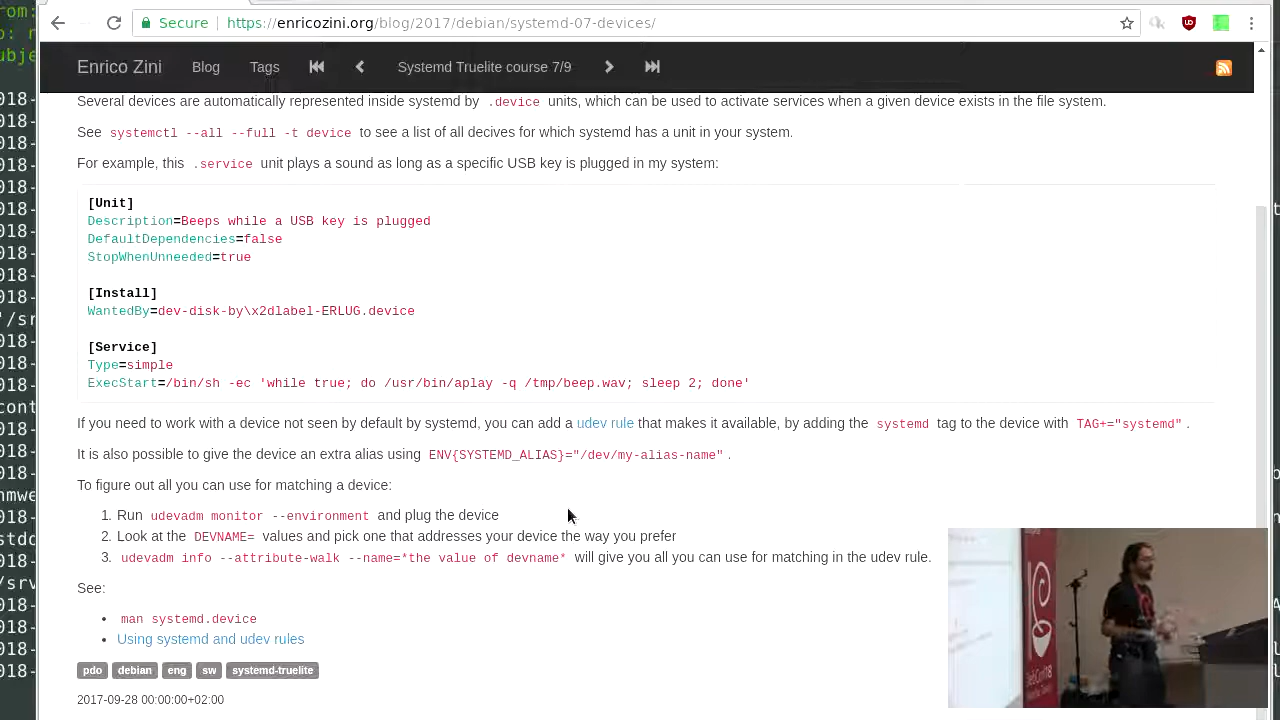 Secure https://enricozini.org/blog/2017/debian/systemd-07-devices/
Enrico Zini Blog Tags Systemd Truelite course 7/9
Several devices are automatically represented inside systemd by .device units, which can be used to activate services when a given device exists in the file system.
See systemctl --all --full -t device to see a list of all decives for which systemd has a unit in your system.
For example, this .service unit plays a sound as long as a specific USB key is plugged in my system:
[Unit]
Description=Beeps while a USB key is plugged
DefaultDependencies=false
StopWhenUnneeded=true
[Install]
WantedBy=dev-disk-by\x2dlabel-ERLUG.device
[Service]
Type=simple
ExecStart=/bin/sh -ec 'while true; do /usr/bin/aplay -q /tmp/beep.wav; sleep 2; done'
If you need to work with a device not seen by default by systemd, you can add a udev rule that makes it available, by adding the systemd tag to the device with TAG+="systemd".
It is also possible to give the device an extra alias using ENV{SYSTEMD_ALIAS}="/dev/my-alias-name".
To figure out all you can use for matching a device:
1. Run udevadm monitor --environment and plug the device
2. Look at the DEVNAME= values and pick one that addresses your device the way you prefer
3. udevadm info --attribute-walk --name=*the value of devname* will give you all you can use for matching in the udev rule.
See:
• man systemd.device
• Using systemd and udev rules
pdo debian eng sw systemd-truelite
2017-09-28 00:00:00+02:00
DebConf18